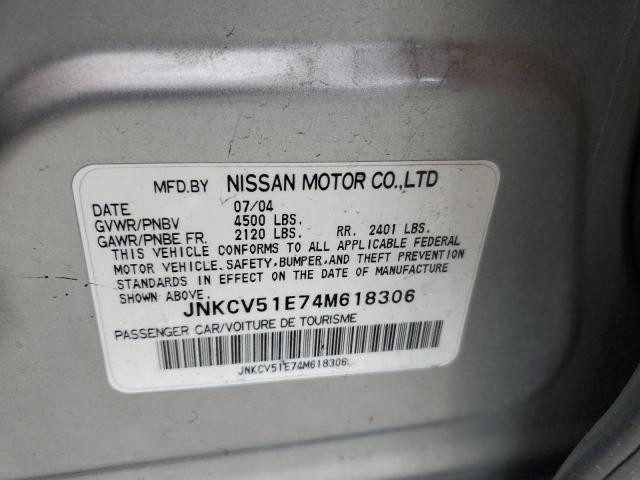 MFD.BY NISSAN MOTOR CO.,LTD
DATE 07/04
GVWR/PNBV 4500 LBS.
GAWR/PNBE FR. 2120 LBS. RR. 2401 LBS.
THIS VEHICLE CONFORMS TO ALL APPLICABLE FEDERAL
MOTOR VEHICLE SAFETY, BUMPER, AND THEFT PREVENTION
STANDARDS IN EFFECT ON THE DATE OF MANUFACTURE
SHOWN ABOVE.
JNKCV51E74M618306
PASSENGER CAR/VOITURE DE TOURISME
JNKCV51E74M618306